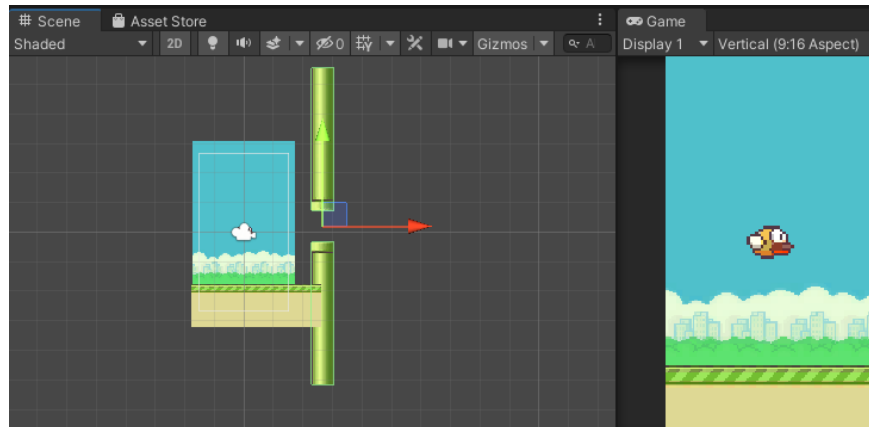 Scene Asset Store Game
Shaded 2D 0 Gizmos A Display 1 Vertical (9:16 Aspect)